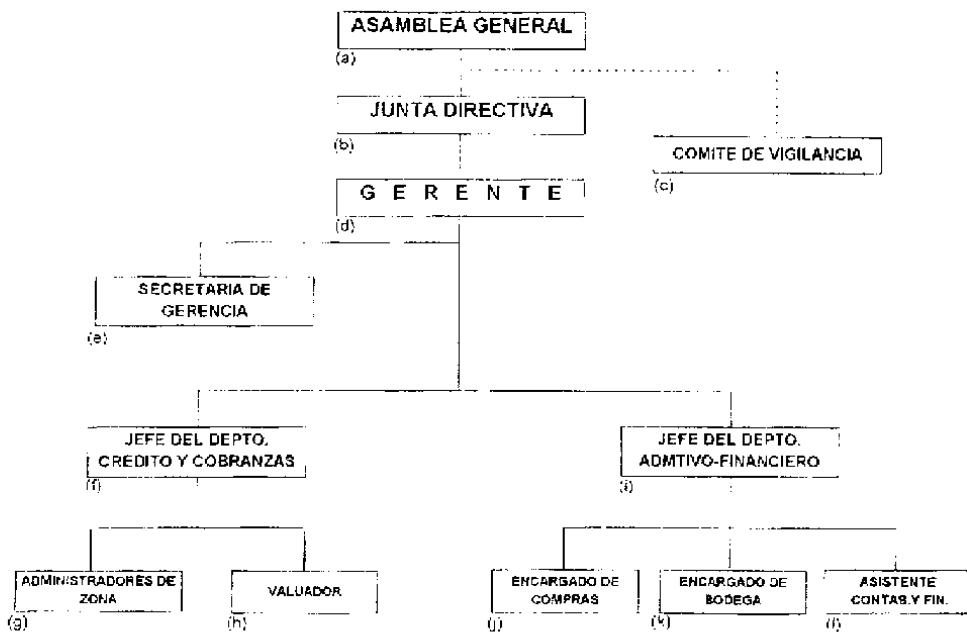 ASAMBLEA GENERAL
(a)
JUNTA DIRECTIVA
(b)
COMITE DE VIGILANCIA
(c)
G E R E N T E
(d)
SECRETARIA DE
GERENCIA
(e)
JEFE DEL DEPTO.
CREDITO Y COBRANZAS
(f)
JEFE DEL DEPTO.
ADMTIVO-FINANCIERO
(i)
ADMINISTRADORES DE
ZONA
(g)
VALUADOR
(h)
ENCARGADO DE
COMPRAS
(j)
ENCARGADO DE
BODEGA
(k)
ASISTENTE
CONTAB.Y FIN.
(l)